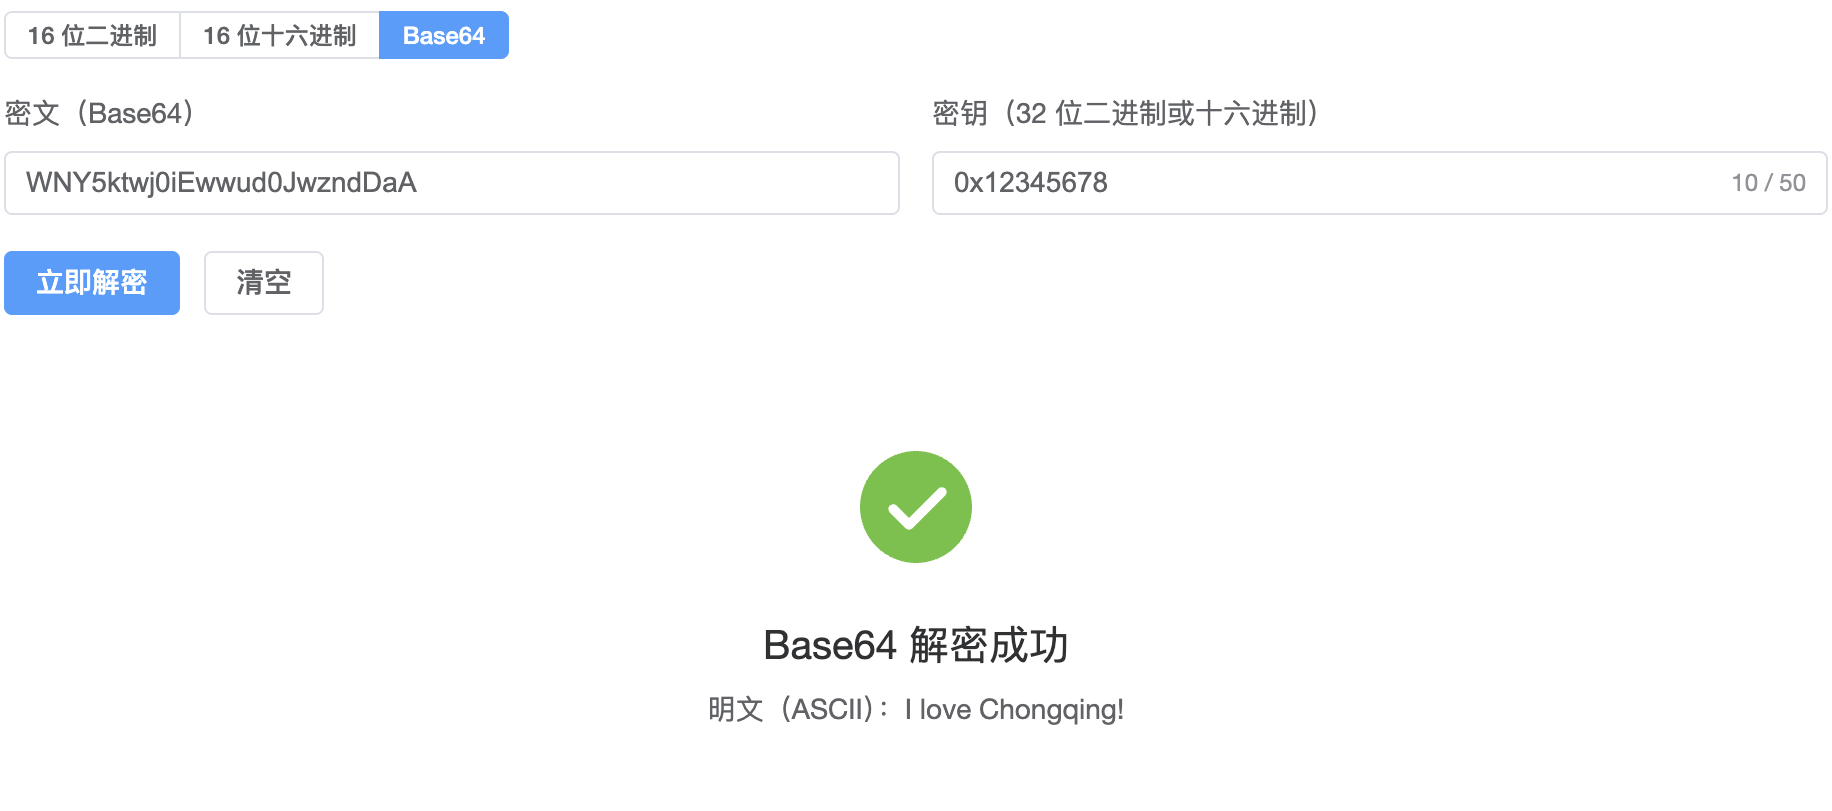 16 位二进制 16 位十六进制 Base64
密文（Base64） 密钥（32 位二进制或十六进制）
WNY5ktwj0iEwwud0JwzndDaA 0x12345678 10 / 50
立即解密 清空
Base64 解密成功
明文（ASCII）：I love Chongqing!